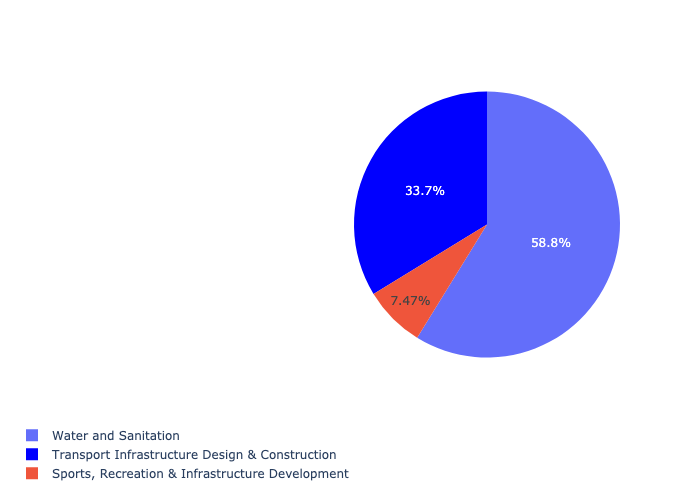 33.7%
58.8%
7.47%
Water and Sanitation
Transport Infrastructure Design & Construction
Sports, Recreation & Infrastructure Development